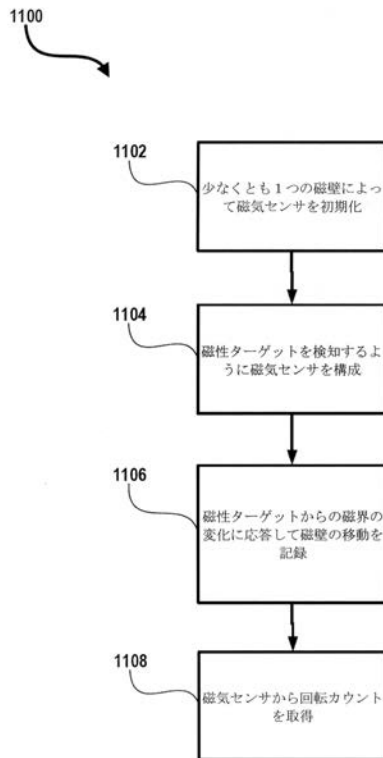 1100
1102
少なくとも1つの磁壁によっ
て磁気センサを初期化
1104
磁性ターゲットを検知するよ
うに磁気センサを構成
1106
磁性ターゲットからの磁界の
変化に応答して磁壁の移動を
記録
1108
磁気センサから回転カウント
を取得